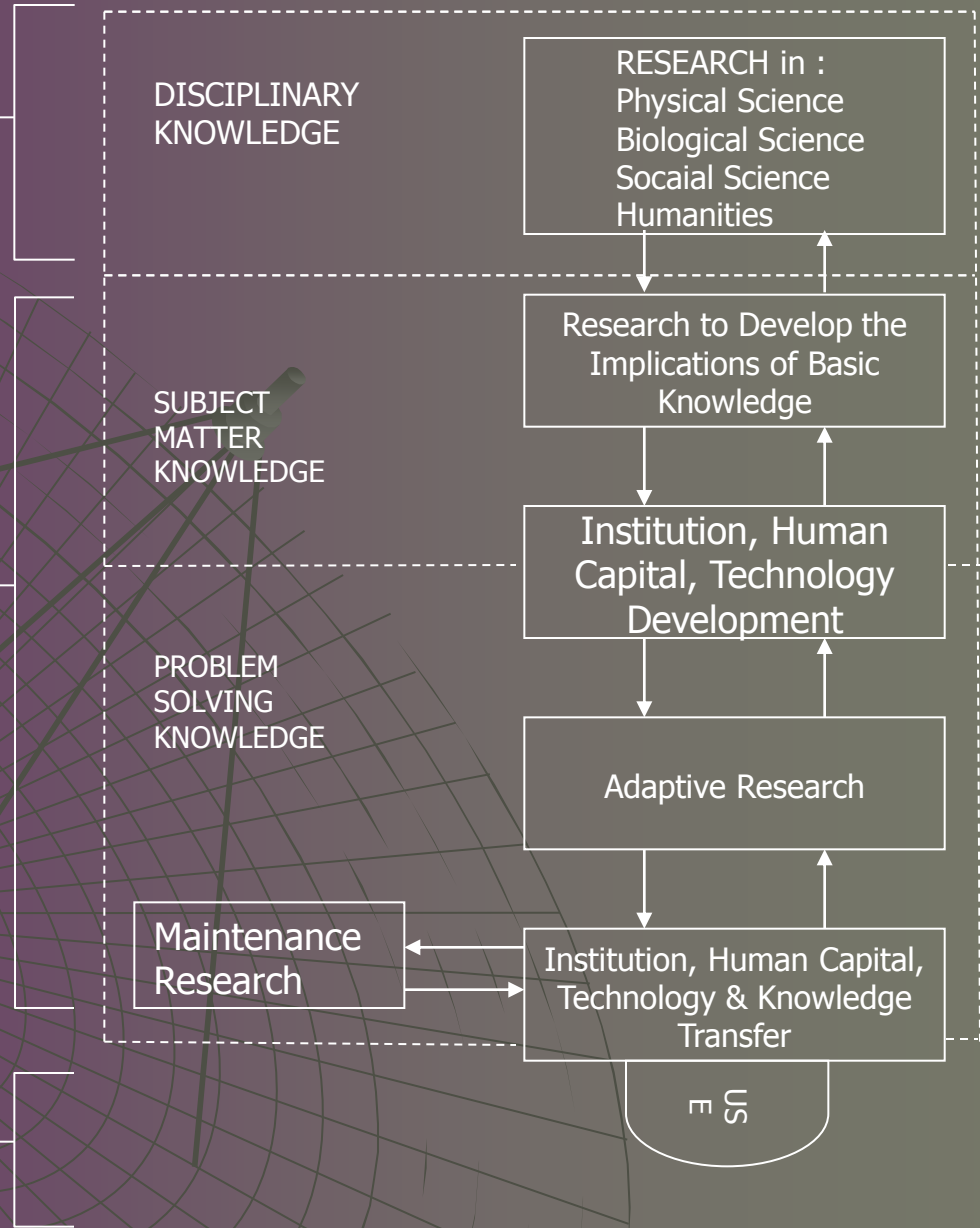 DISCIPLINARY
KNOWLEDGE
RESEARCH in :
Physical Science
Biological Science
Socaial Science
Humanities
SUBJECT
MATTER
KNOWLEDGE
Research to Develop the
Implications of Basic
Knowledge
Institution, Human
Capital, Technology
Development
PROBLEM
SOLVING
KNOWLEDGE
Adaptive Research
Maintenance
Research
Institution, Human Capital,
Technology & Knowledge
Transfer
US
E